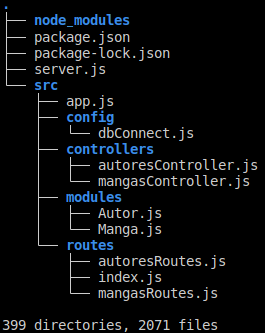 .
├── node_modules
├── package.json
├── package-lock.json
├── server.js
└── src
    ├── app.js
    ├── config
    │   └── dbConnect.js
    ├── controllers
    │   ├── autoresController.js
    │   └── mangasController.js
    ├── modules
    │   ├── Autor.js
    │   └── Manga.js
    └── routes
        ├── autoresRoutes.js
        ├── index.js
        └── mangasRoutes.js
399 directories, 2071 files